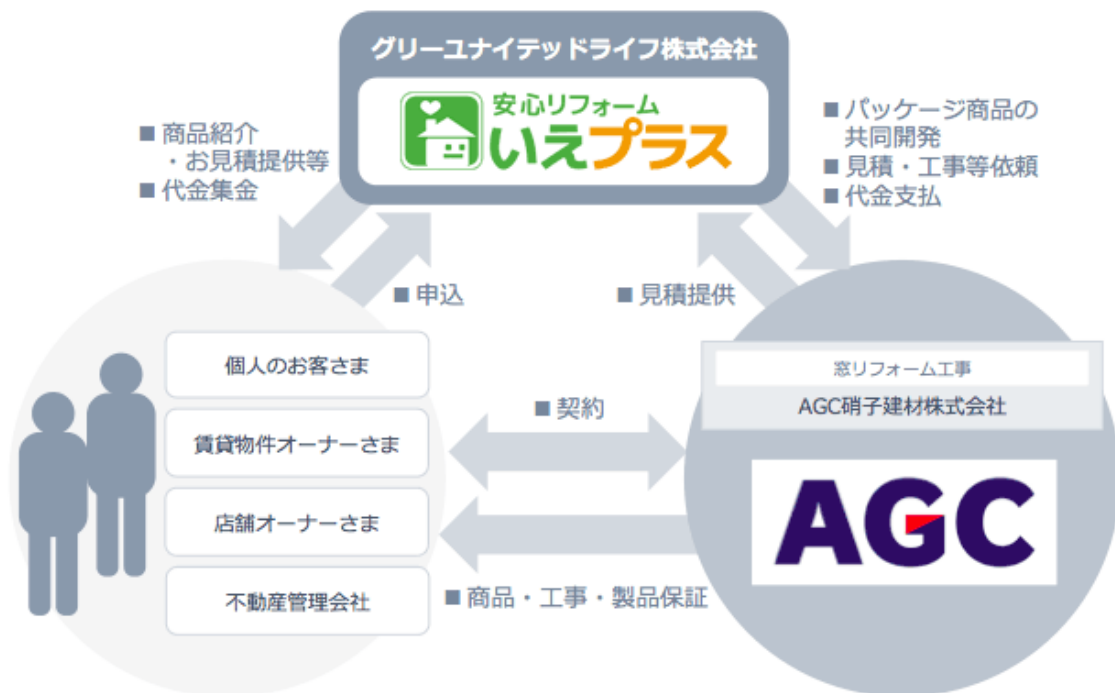 グリーユナイテッドライフ株式会社
安心リフォーム
いえプラス
■ 商品紹介
・お見積提供等
■ 代金集金
■ パッケージ商品の
共同開発
■ 見積・工事等依頼
■ 代金支払
■ 申込
■ 見積提供
個人のお客さま
賃貸物件オーナーさま
店舗オーナーさま
不動産管理会社
■ 契約
■ 商品・工事・製品保証
窓リフォーム工事
AGC硝子建材株式会社
AGC